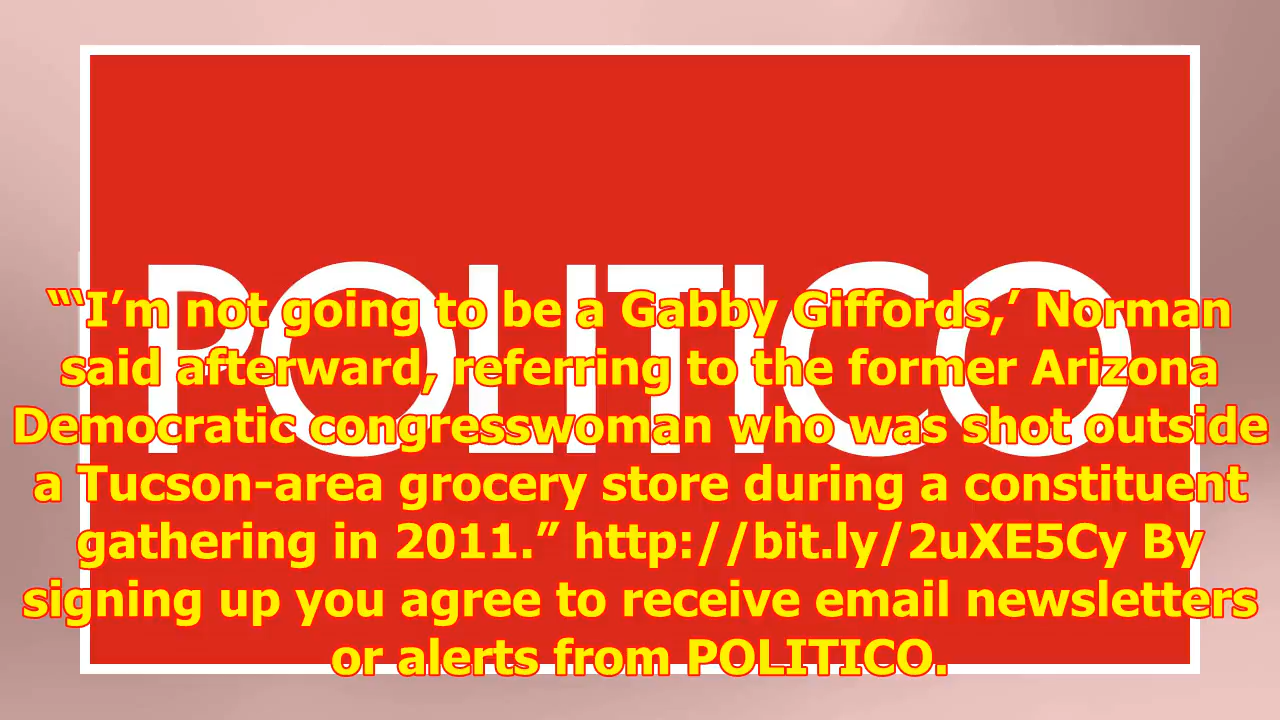 POLITICO
“‘I’m not going to be a Gabby Giffords,’ Norman
said afterward, referring to the former Arizona
Democratic congresswoman who was shot outside
a Tucson-area grocery store during a constituent
gathering in 2011.” http://bit.ly/2uXE5Cy By
signing up you agree to receive email newsletters
or alerts from POLITICO.